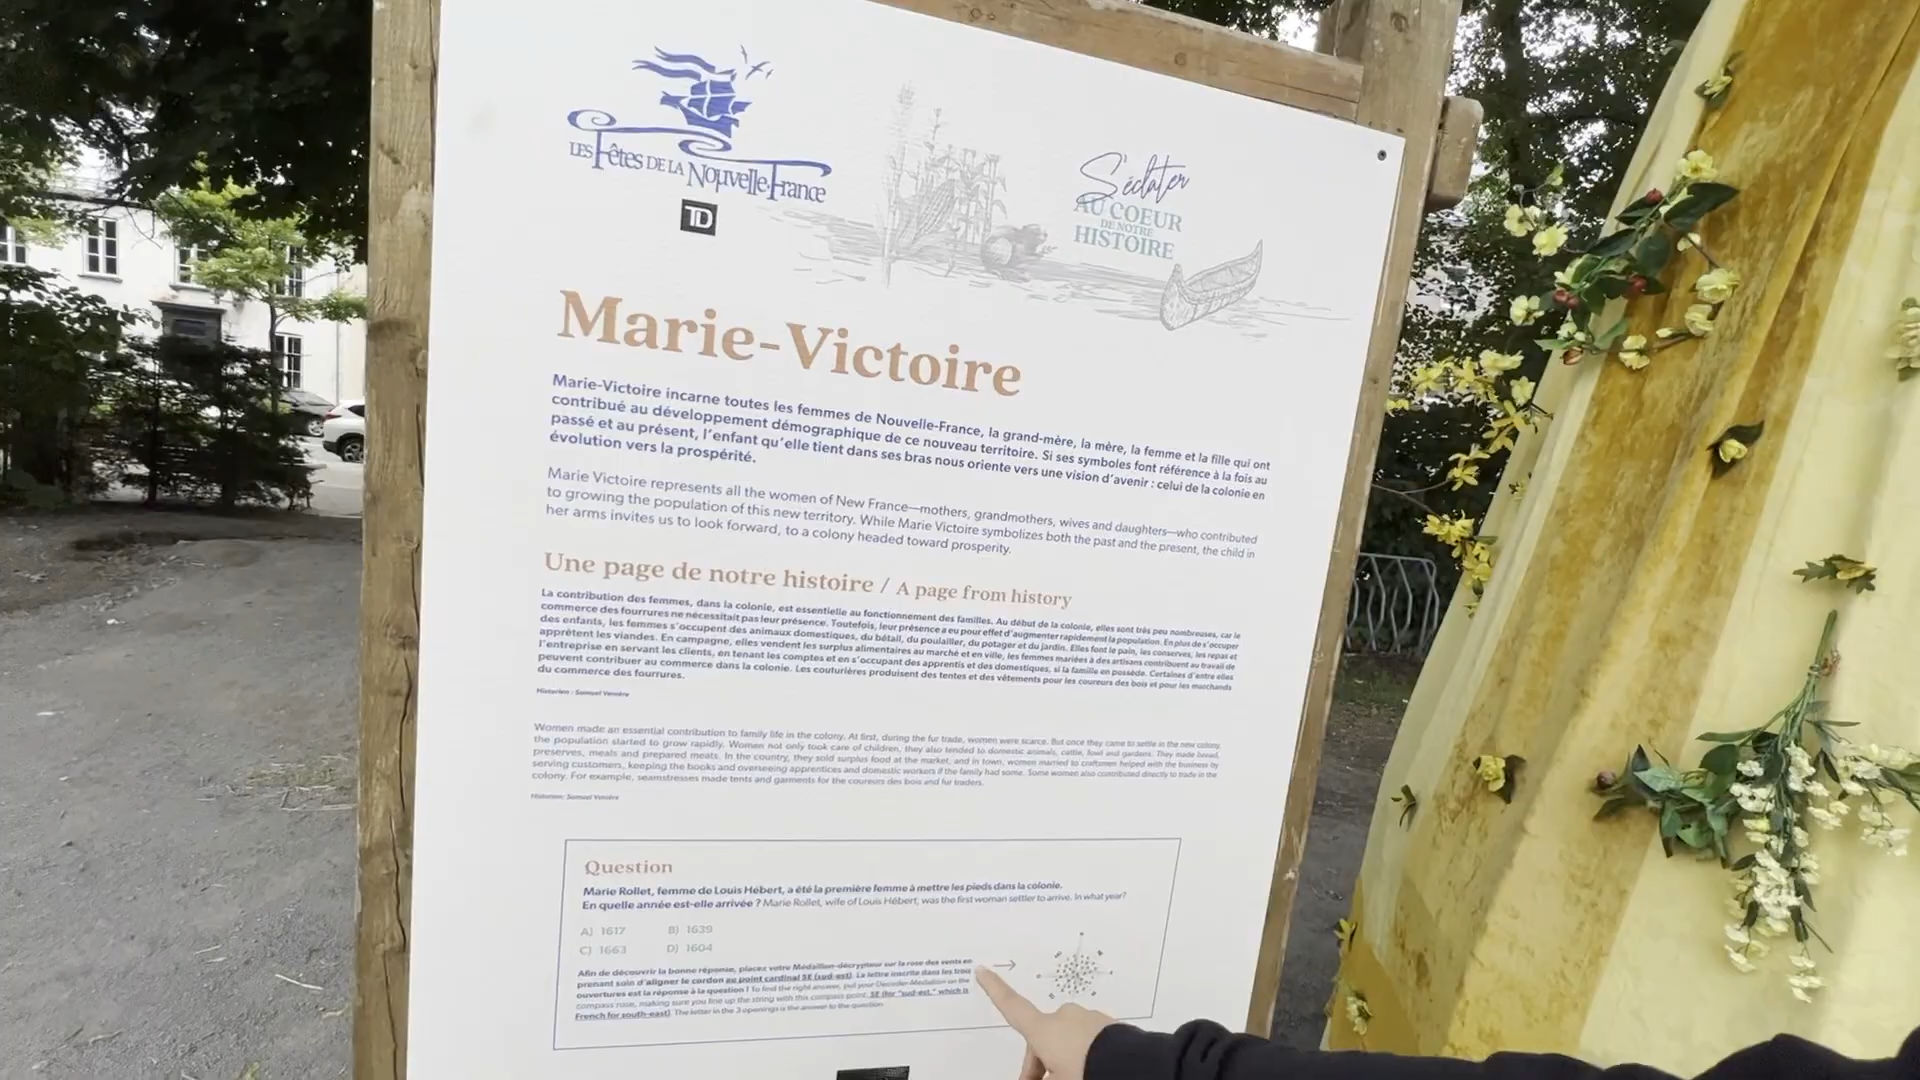 LES Fêtes DE LA Nouvelle-France
TD
S'éclater
AU COEUR
DE NOTRE
HISTOIRE
Marie-Victoire
Marie-Victoire incarne toutes les femmes de Nouvelle-France, la grand-mère, la mère, la femme et la fille qui ont
contribué au développement démographique de ce nouveau territoire. Si ses symboles font référence à la fois au
passé et au présent, l'enfant qu'elle tient dans ses bras nous oriente vers une vision d'avenir : celui de la colonie en
évolution vers la prospérité.
Marie Victoire represents all the women of New France—mothers, grandmothers, wives and daughters—who contributed
to growing the population of this new territory. While Marie Victoire symbolizes both the past and the present, the child in
her arms invites us to look forward, to a colony headed toward prosperity.
Une page de notre histoire / A page from history
La contribution des femmes, dans la colonie, est essentielle au fonctionnement des familles. Au début de la colonie, elles sont très peu nombreuses, car le
commerce des fourrures ne nécessitait pas leur présence. Toutefois, leur présence a eu pour effet d'augmenter rapidement la population. En plus de s'occuper
des enfants, les femmes s'occupent des animaux domestiques, du bétail, du poulailler, du potager et du jardin. Elles font le pain, les conserves, les repas et
apprêtent les viandes. En campagne, elles vendent les surplus alimentaires au marché et en ville, les femmes mariées à des artisans contribuent au travail de
l'entreprise en servant les clients, en tenant les comptes et en s'occupant des apprentis et des domestiques, si la famille en possède. Certaines d'entre elles
peuvent contribuer au commerce dans la colonie. Les couturières produisent des tentes et des vêtements pour les coureurs des bois et pour les marchands
du commerce des fourrures.
Historien : Samuel Venière
Women made an essential contribution to family life in the colony. At first, during the fur trade, women were scarce. But once they came to settle in the new colony,
the population started to grow rapidly. Women not only took care of children, they also tended to domestic animals, cattle, fowl and gardens. They made bread,
preserves, meals and prepared meats. In the country, they sold surplus food at the market, and in town, women married to craftsmen helped with the business by
serving customers, keeping the books and overseeing apprentices and domestic workers if the family had some. Some women also contributed directly to trade in the
colony. For example, seamstresses made tents and garments for the coureurs des bois and fur traders.
Historien: Samuel Venière
Question
Marie Rollet, femme de Louis Hébert, a été la première femme à mettre les pieds dans la colonie.
En quelle année est-elle arrivée ? Marie Rollet, wife of Louis Hébert, was the first woman settler to arrive. In what year?
A) 1617 B) 1639
C) 1663 D) 1604
Afin de découvrir la bonne réponse, placez votre Médaillon-décrypteur sur la rose des vents en
prenant soin d'aligner le cordon au point cardinal SE (sud-est). La lettre inscrite dans les trois
ouvertures est la réponse à la question ! To find the right answer, put your Decoder-Medallion on the
compass rose, making sure you line up the string with this compass point: SE (for "sud-est," which is
French for south-east). The letter in the 3 openings is the answer to the question.